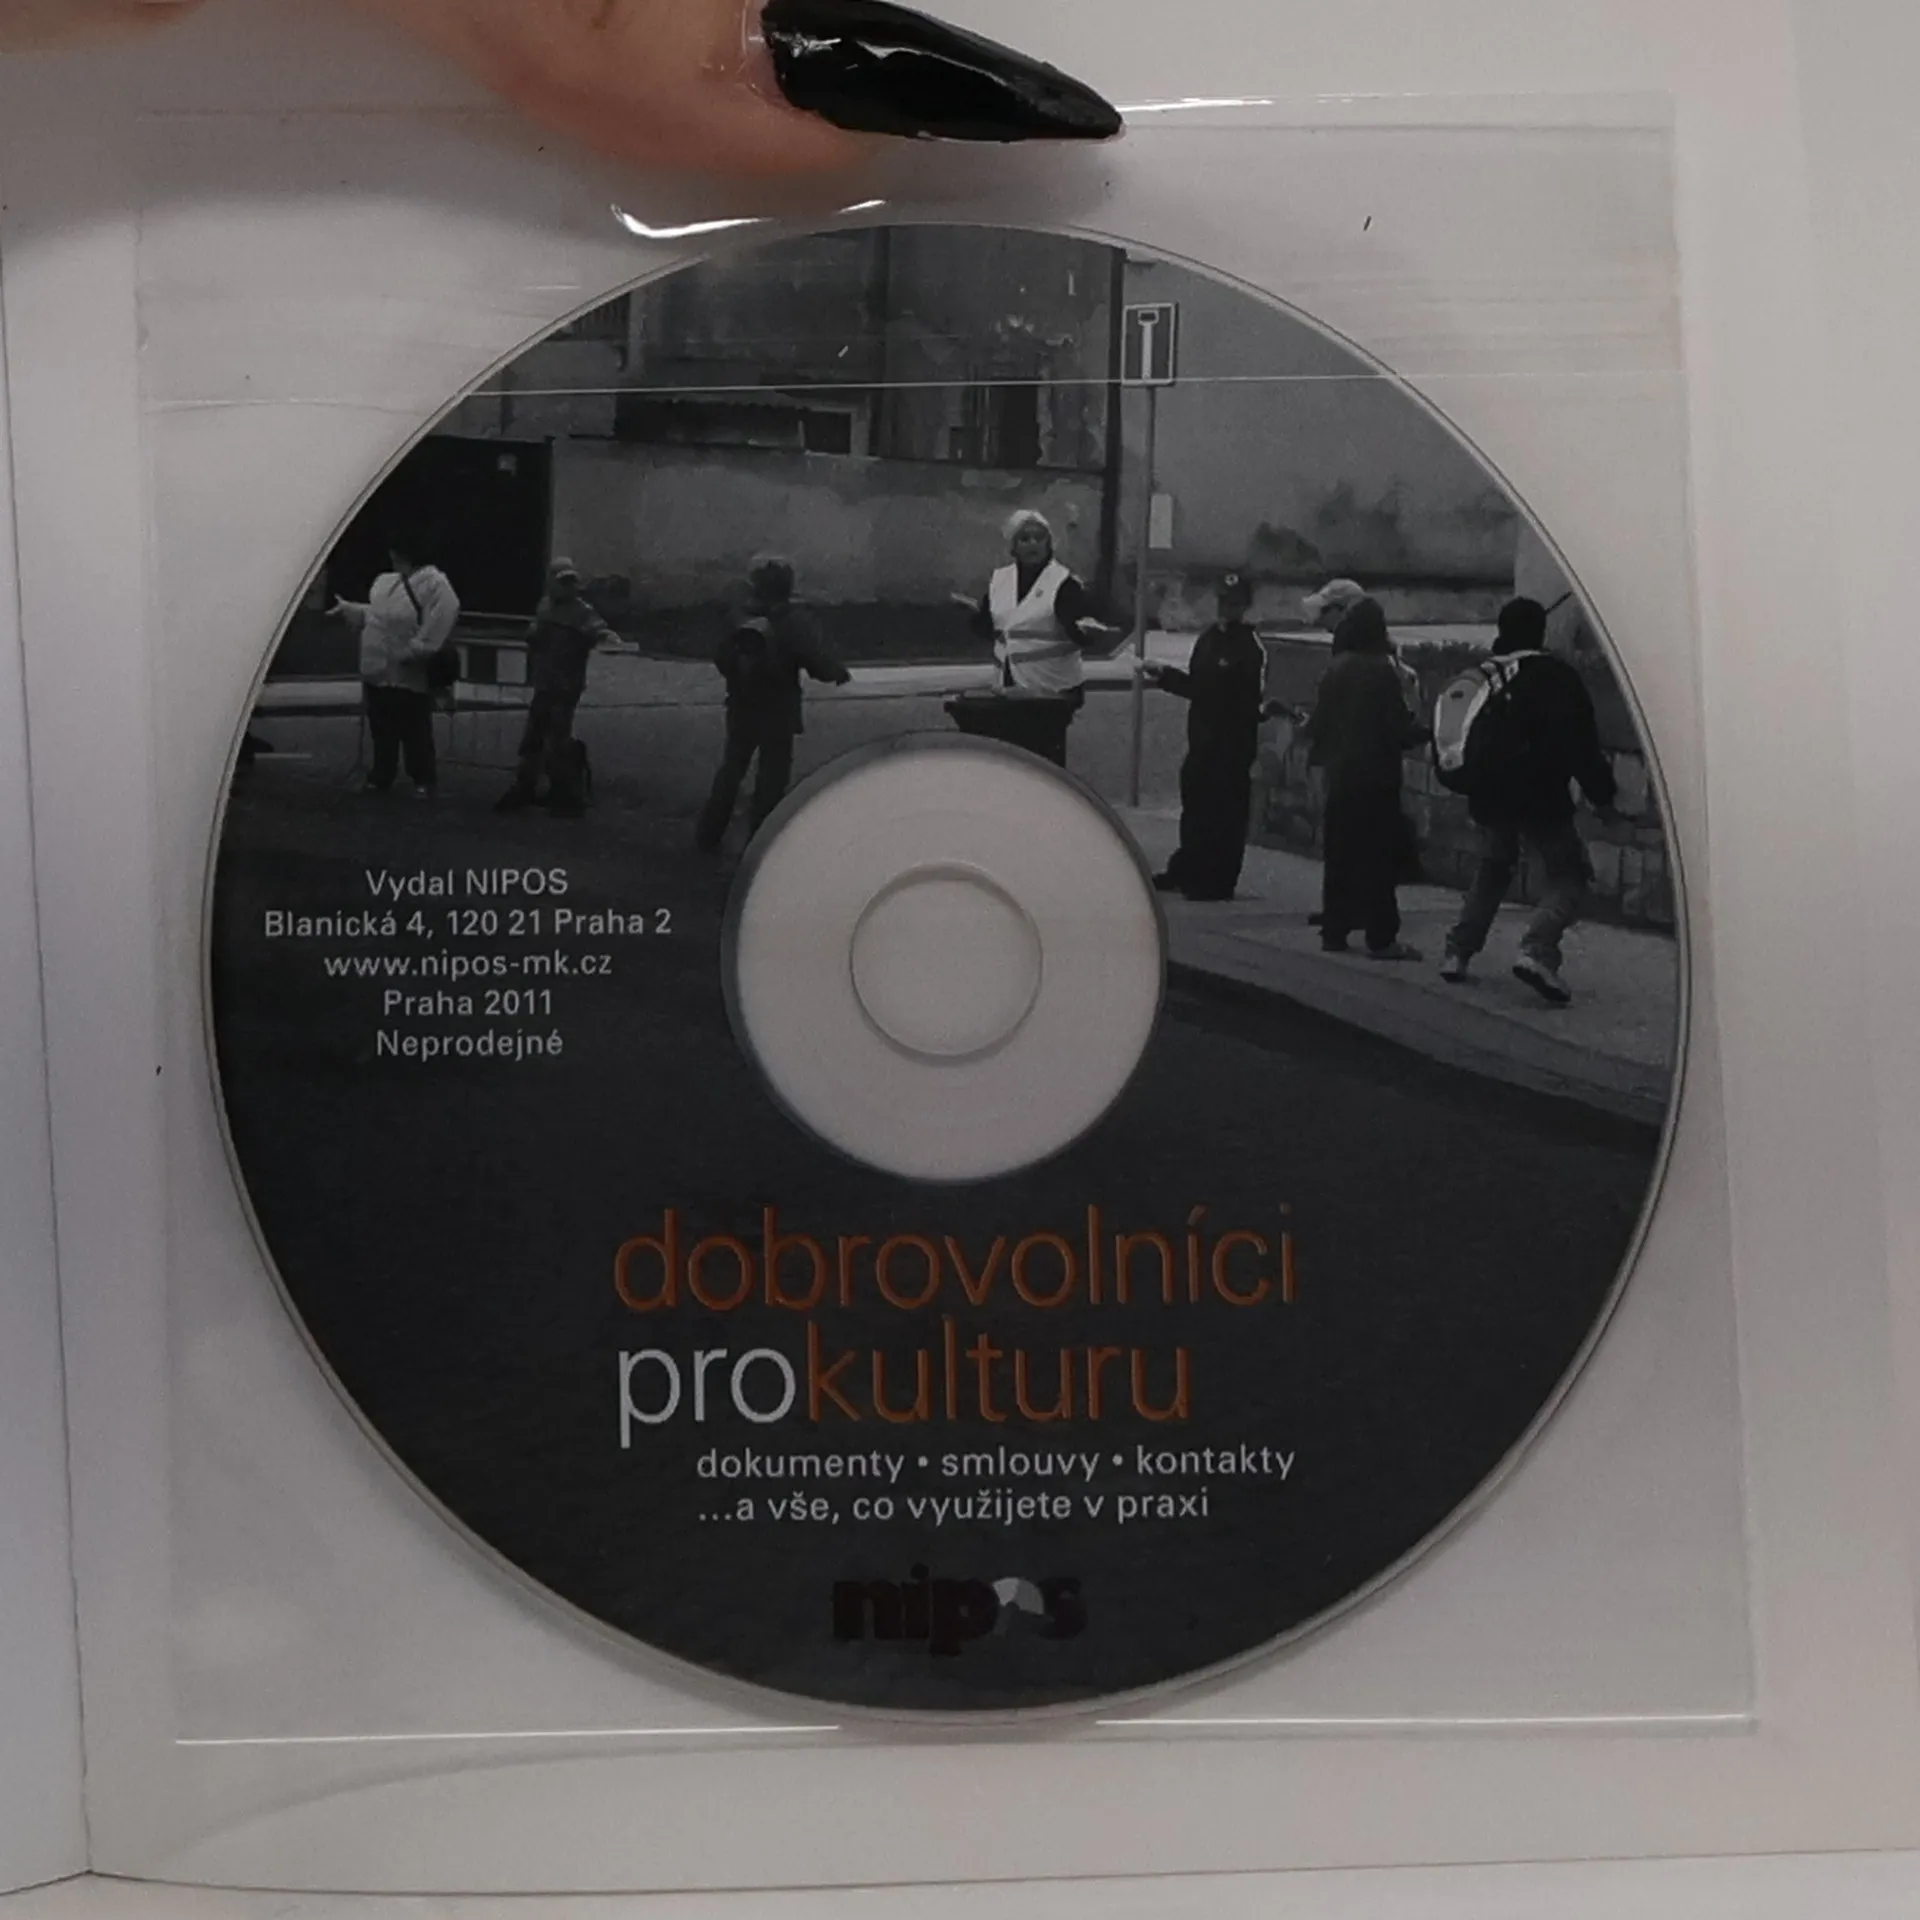 Vydal NIPOS
Blanická 4, 120 21 Praha 2
www.nipos-mk.cz
Praha 2011
Neprodejné
dobrovolníci
prokulturu
dokumenty • smlouvy • kontakty
...a vše, co využijete v praxi
nipos